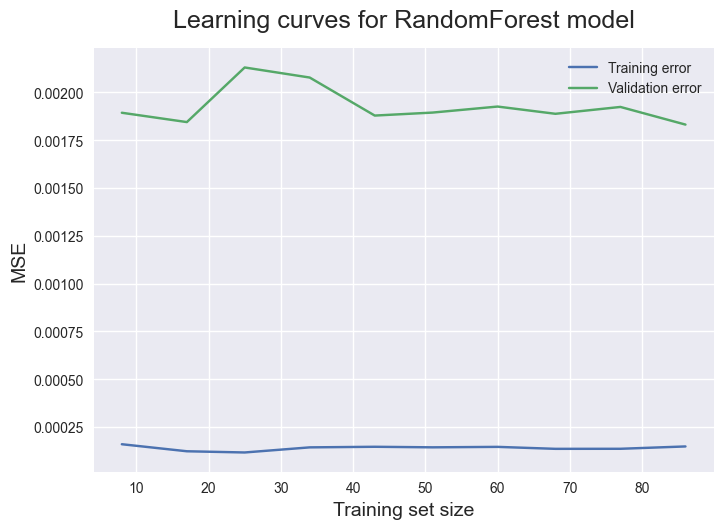 Learning curves for RandomForest model
Training error
Validation error
0.00200
0.00175
0.00150
0.00125
0.00100
0.00075
0.00050
0.00025
MSE
10 20 30 40 50 60 70 80
Training set size